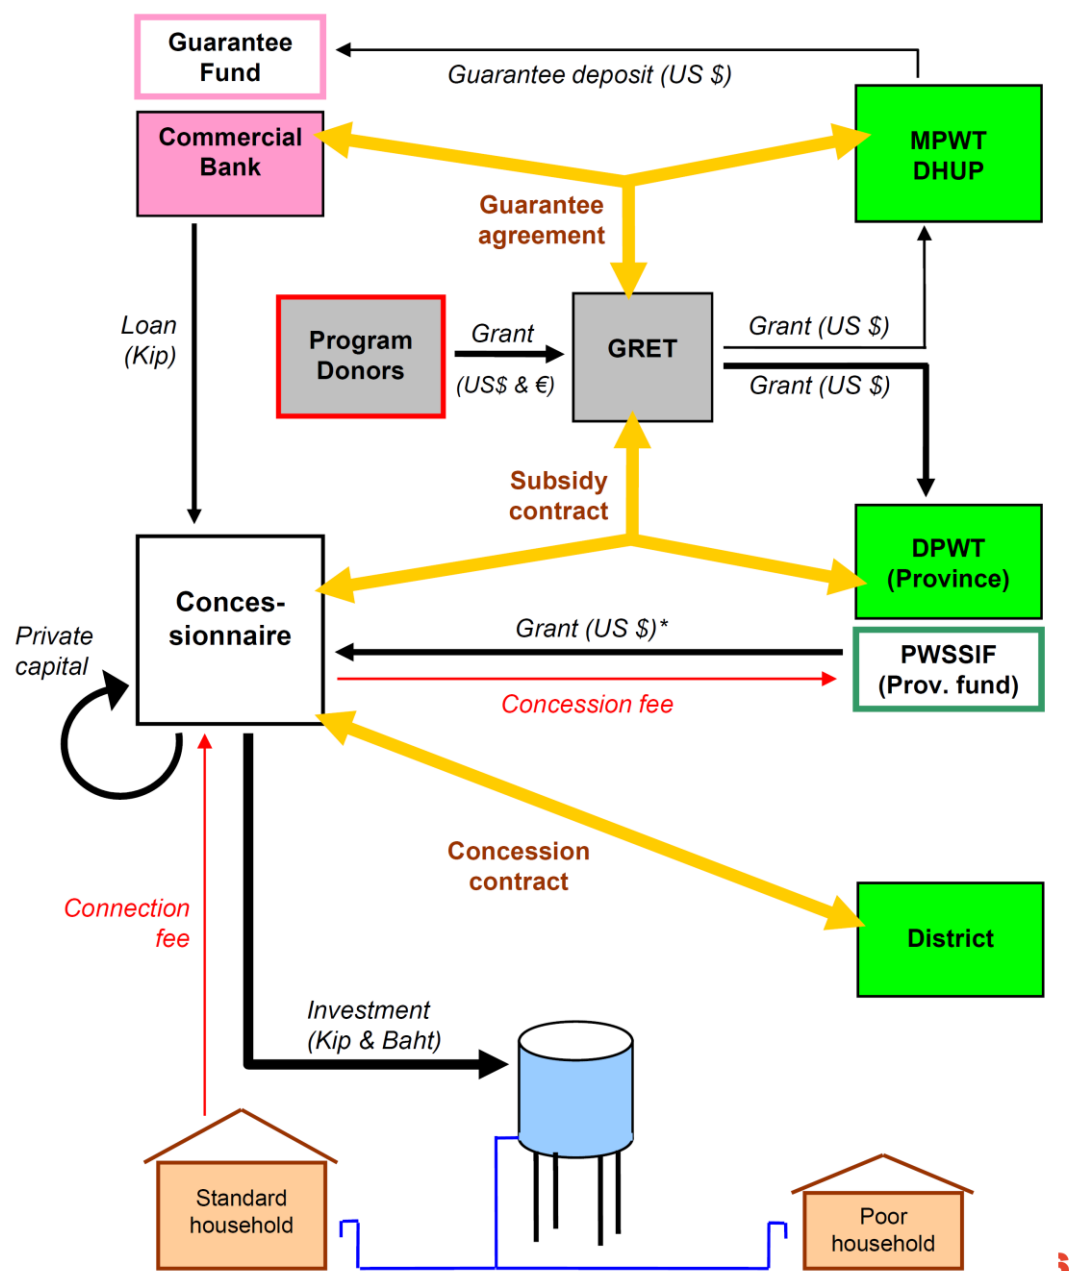 Guarantee
Fund
Guarantee deposit (US $)
Commercial
Bank
MPWT
DHUP
Guarantee
agreement
Loan
(Kip)
Program
Donors
Grant
(US$ & €)
GRET
Grant (US $)
Grant (US $)
Subsidy
contract
DPWT
(Province)
Conces-
sionnaire
Private
capital
Grant (US $)*
PWSSIF
(Prov. fund)
Concession fee
Concession
contract
Connection
fee
District
Investment
(Kip & Baht)
Standard
household
Poor
household